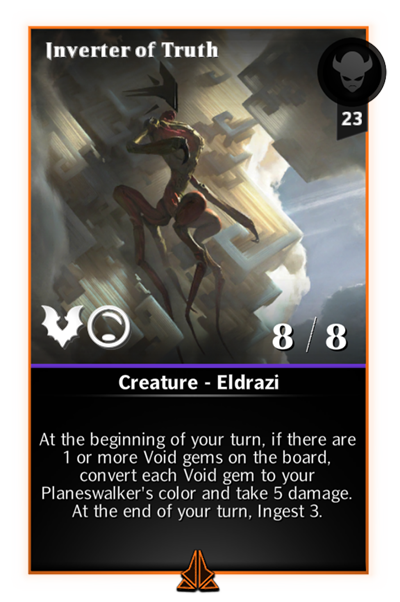 Inverter of Truth
23
8/8
Creature - Eldrazi
At the beginning of your turn, if there are
1 or more Void gems on the board,
convert each Void gem to your
Planeswalker's color and take 5 damage.
At the end of your turn, Ingest 3.